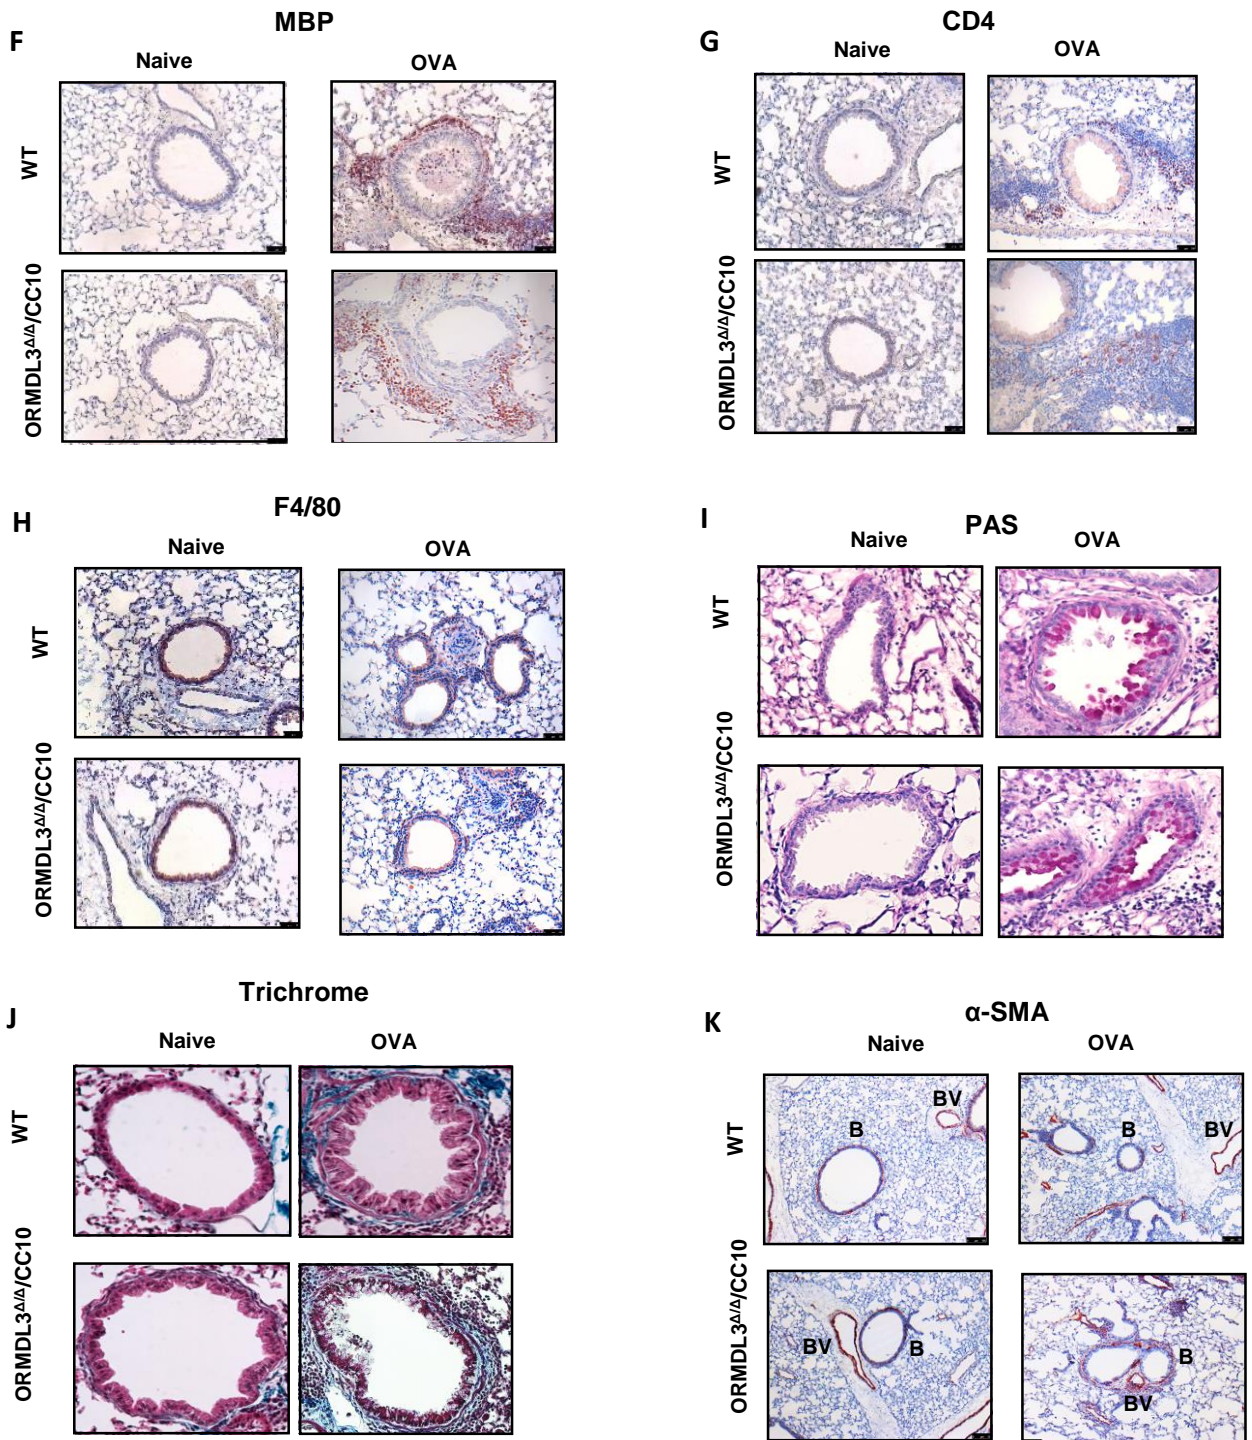 F
MBP
Naive
OVA
WT
ORMDL3Δ/Δ/CC10
G
CD4
Naive
OVA
WT
ORMDL3Δ/Δ/CC10
H
F4/80
Naive
OVA
WT
ORMDL3Δ/Δ/CC10
I
PAS
Naive
OVA
WT
ORMDL3Δ/Δ/CC10
J
Trichrome
Naive
OVA
WT
ORMDL3Δ/Δ/CC10
K
α-SMA
Naive
OVA
WT
BV
B
B
BV
ORMDL3Δ/Δ/CC10
BV
B
B
BV